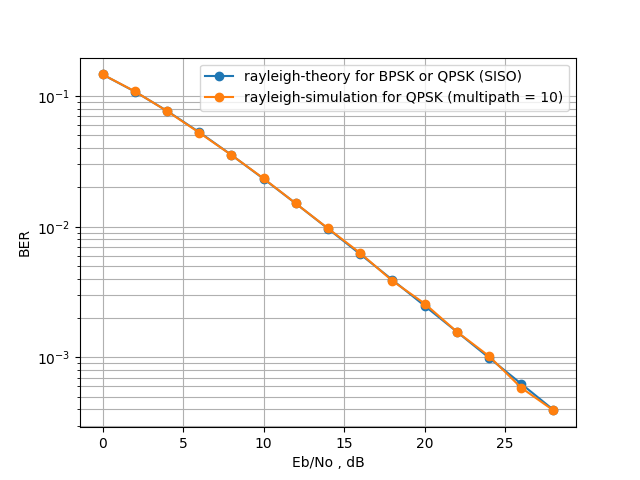 rayleigh-theory for BPSK or QPSK (SISO)
rayleigh-simulation for QPSK (multipath = 10)
10⁻¹
10⁻²
10⁻³
BER
0 5 10 15 20 25
Eb/No , dB